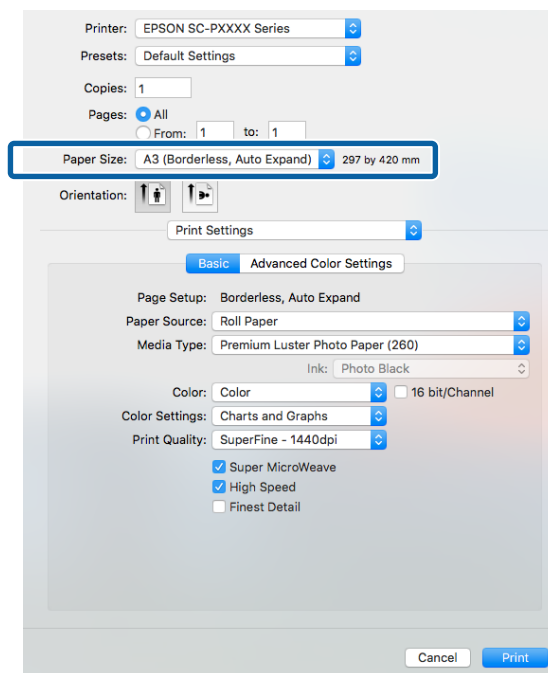 Printer: EPSON SC-PXXXX Series
Presets: Default Settings
Copies: 1
Pages: All
From: 1 to: 1
Paper Size: A3 (Borderless, Auto Expand) 297 by 420 mm
Orientation:
Print Settings
Basic Advanced Color Settings
Page Setup: Borderless, Auto Expand
Paper Source: Roll Paper
Media Type: Premium Luster Photo Paper (260)
Ink: Photo Black
Color: Color 16 bit/Channel
Color Settings: Charts and Graphs
Print Quality: SuperFine - 1440dpi
Super MicroWeave
High Speed
Finest Detail
Cancel Print